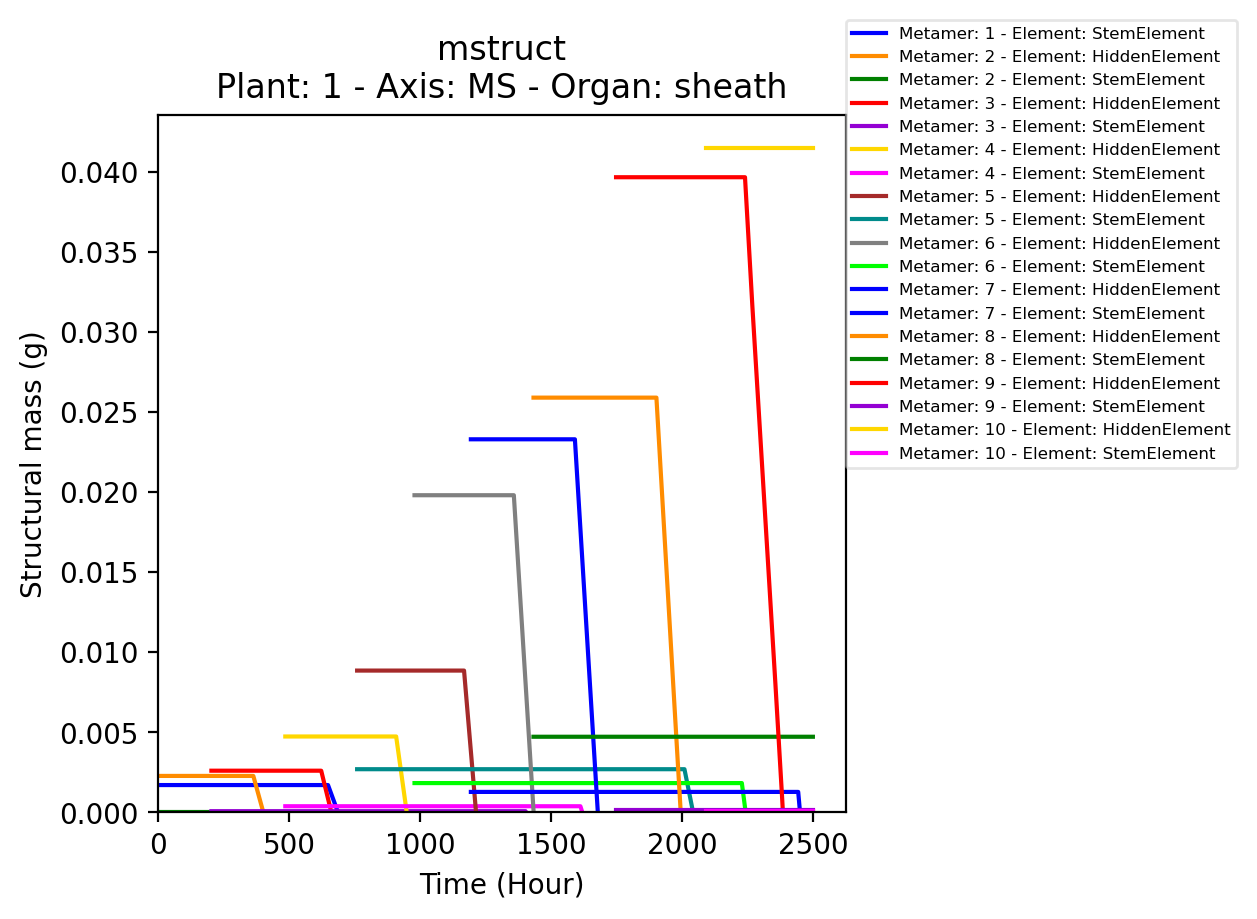 mstruct
Plant: 1 - Axis: MS - Organ: sheath
Metamer: 1 - Element: StemElement
Metamer: 2 - Element: HiddenElement
Metamer: 2 - Element: StemElement
Metamer: 3 - Element: HiddenElement
Metamer: 3 - Element: StemElement
Metamer: 4 - Element: HiddenElement
Metamer: 4 - Element: StemElement
Metamer: 5 - Element: HiddenElement
Metamer: 5 - Element: StemElement
Metamer: 6 - Element: HiddenElement
Metamer: 6 - Element: StemElement
Metamer: 7 - Element: HiddenElement
Metamer: 7 - Element: StemElement
Metamer: 8 - Element: HiddenElement
Metamer: 8 - Element: StemElement
Metamer: 9 - Element: HiddenElement
Metamer: 9 - Element: StemElement
Metamer: 10 - Element: HiddenElement
Metamer: 10 - Element: StemElement
Structural mass (g)
0.040
0.035
0.030
0.025
0.020
0.015
0.010
0.005
0.000
0 500 1000 1500 2000 2500
Time (Hour)